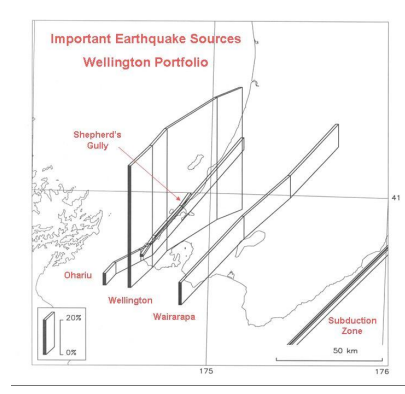 Important Earthquake Sources
Wellington Portfolio
Shepherd's
Gully
41
Ohariu
Wellington
Wairarapa
Subduction
Zone
20%
0%
50 km
175
176